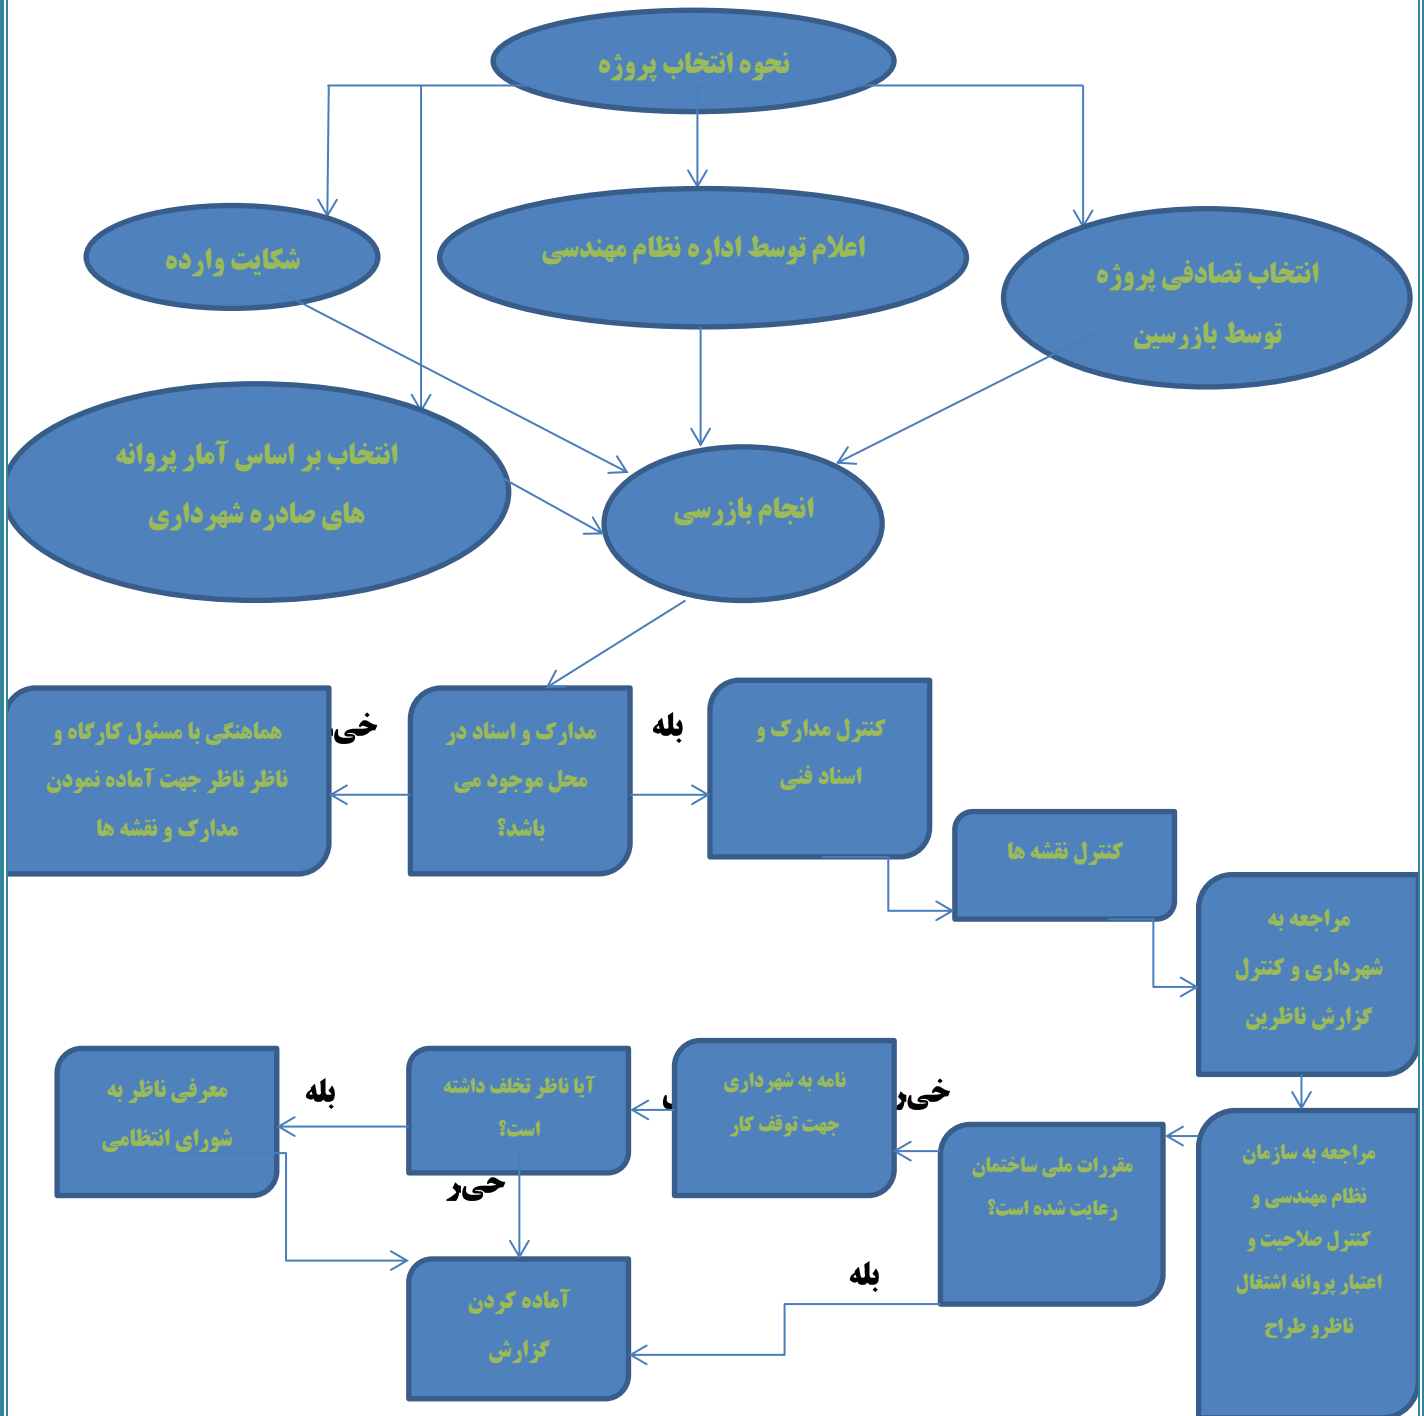 نحوه انتخاب پروژه
شکایت وارده
اعلام توسط اداره نظام مهندسی
انتخاب تصادفی پروژه
توسط بازرسین
انتخاب بر اساس آمار پروانه
های صادره شهرداری
انجام بازرسی
کنترل مدارک و
اسناد فنی
بله
مدارک و اسناد در
محل موجود می
باشد؟
هماهنگی با مسئول کارگاه و
ناظر ناظر جهت آماده نمودن
مدارک و نقشه ها
کنترل نقشه ها
مراجعه به
شهرداری و کنترل
گزارش ناظرین
مراجعه به سازمان
نظام مهندسی و
کنترل صلاحیت و
اعتبار پروانه اشتغال
ناظرو طراح
مقررات ملی ساختمان
رعایت شده است؟
خیر
نامه به شهرداری
جهت توقف کار
آیا ناظر تخلف داشته
است؟
بله
معرفی ناظر به
شورای انتظامی
خیر
بله
آماده کردن
گزارش